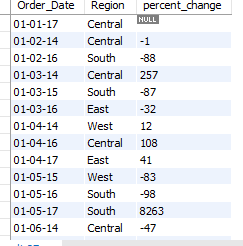 Order_Date Region percent_change
01-01-17 Central NULL
01-02-14 Central -1
01-02-16 South -88
01-03-14 Central 257
01-03-15 South -87
01-03-16 East -32
01-04-14 West 12
01-04-16 Central 108
01-04-17 East 41
01-05-15 West -83
01-05-16 South -98
01-05-17 South 8263
01-06-14 Central -47